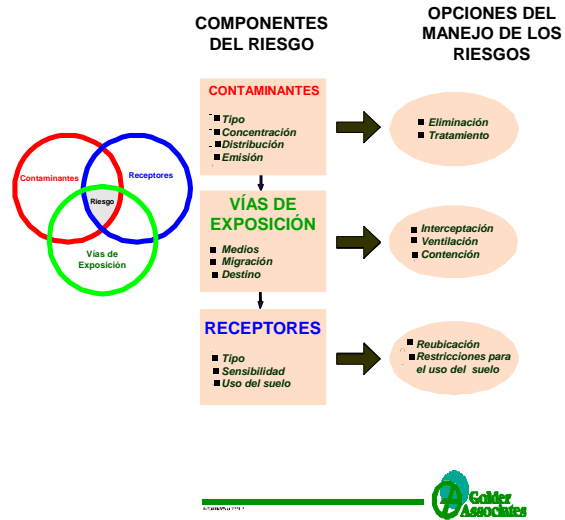 COMPONENTES
DEL RIESGO
OPCIONES DEL
MANEJO DE LOS
RIESGOS
Contaminantes
Receptores
Riesgo
Vías de
Exposición
CONTAMINANTES
Tipo
Concentración
Distribución
Emisión
Eliminación
Tratamiento
VÍAS DE
EXPOSICIÓN
Medios
Migración
Destino
Interceptación
Ventilación
Contención
RECEPTORES
Tipo
Sensibilidad
Uso del suelo
Reubicación
Restricciones para
el uso del suelo
Golder
Associates